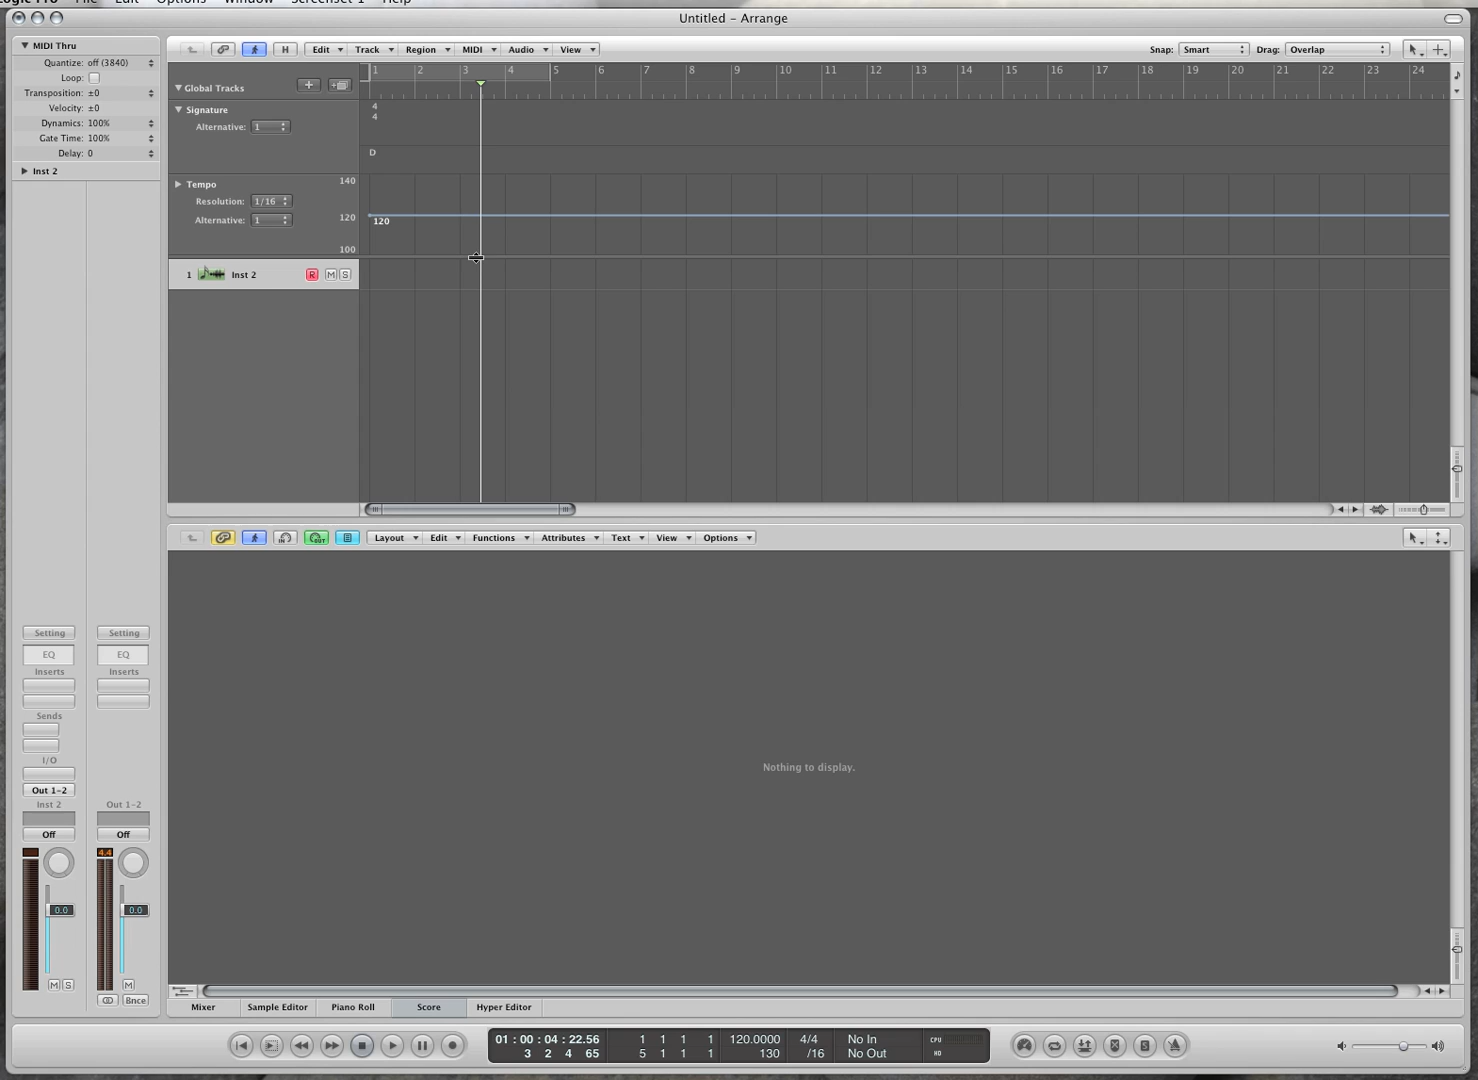 Logic Pro File Edit Options Window Screenset 1 Help
Untitled – Arrange
MIDI Thru
Quantize: off (3840)
Loop:
Transposition: ±0
Velocity: ±0
Dynamics: 100%
Gate Time: 100%
Delay: 0
Inst 2
H Edit Track Region MIDI Audio View Snap: Smart Drag: Overlap
Global Tracks
1 2 3 4 5 6 7 8 9 10 11 12 13 14 15 16 17 18 19 20 21 22 23 24
Signature
Alternative: 1
4
4
D
Tempo
Resolution: 1/16
Alternative: 1
140
120
100
120
1 Inst 2 R M S
Layout Edit Functions Attributes Text View Options
Nothing to display.
Setting Setting
EQ EQ
Inserts Inserts
Sends
I/O
Out 1–2
Inst 2 Out 1–2
Off Off
4.4
0.0 0.0
M S M
Bnce
Mixer Sample Editor Piano Roll Score Hyper Editor
01 : 00 : 04 : 22.56 1 1 1 1 120.0000 4/4 No In CPU
3 2 4 65 5 1 1 1 130 /16 No Out HD
S